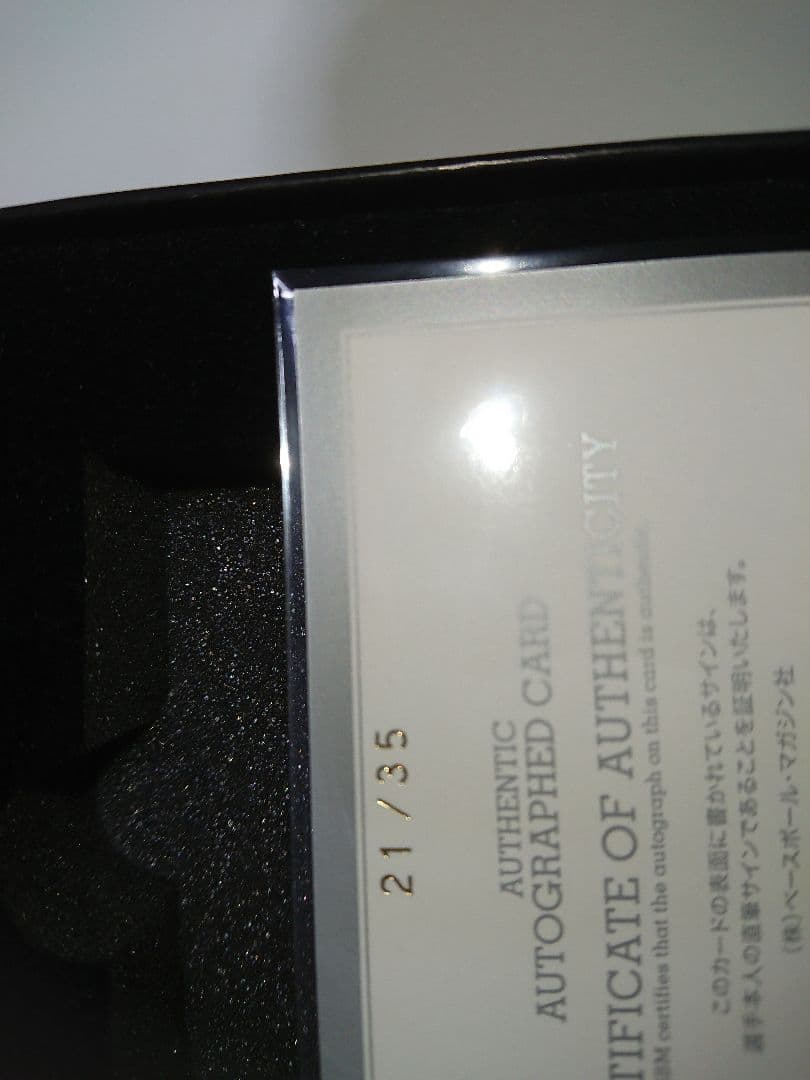 21/35
AUTHENTIC
AUTOGRAPHED CARD
TIFICATE OF AUTHENTICITY
BM certifies that the autograph on this card is authentic.
このカードの表面に書かれているサインは、
選手本人の直筆サインであることを証明いたします。
(株)ベースボール・マガジン社